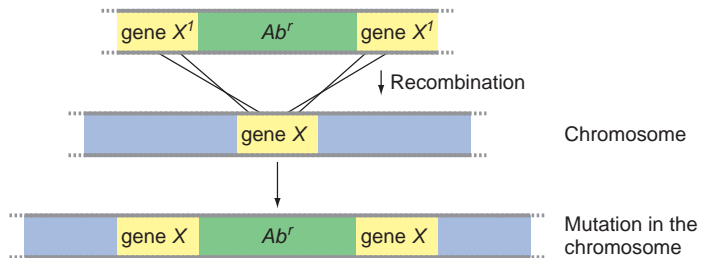 gene X¹ Abʳ gene X¹
Recombination
gene X
Chromosome
gene X Abʳ gene X
Mutation in the
chromosome